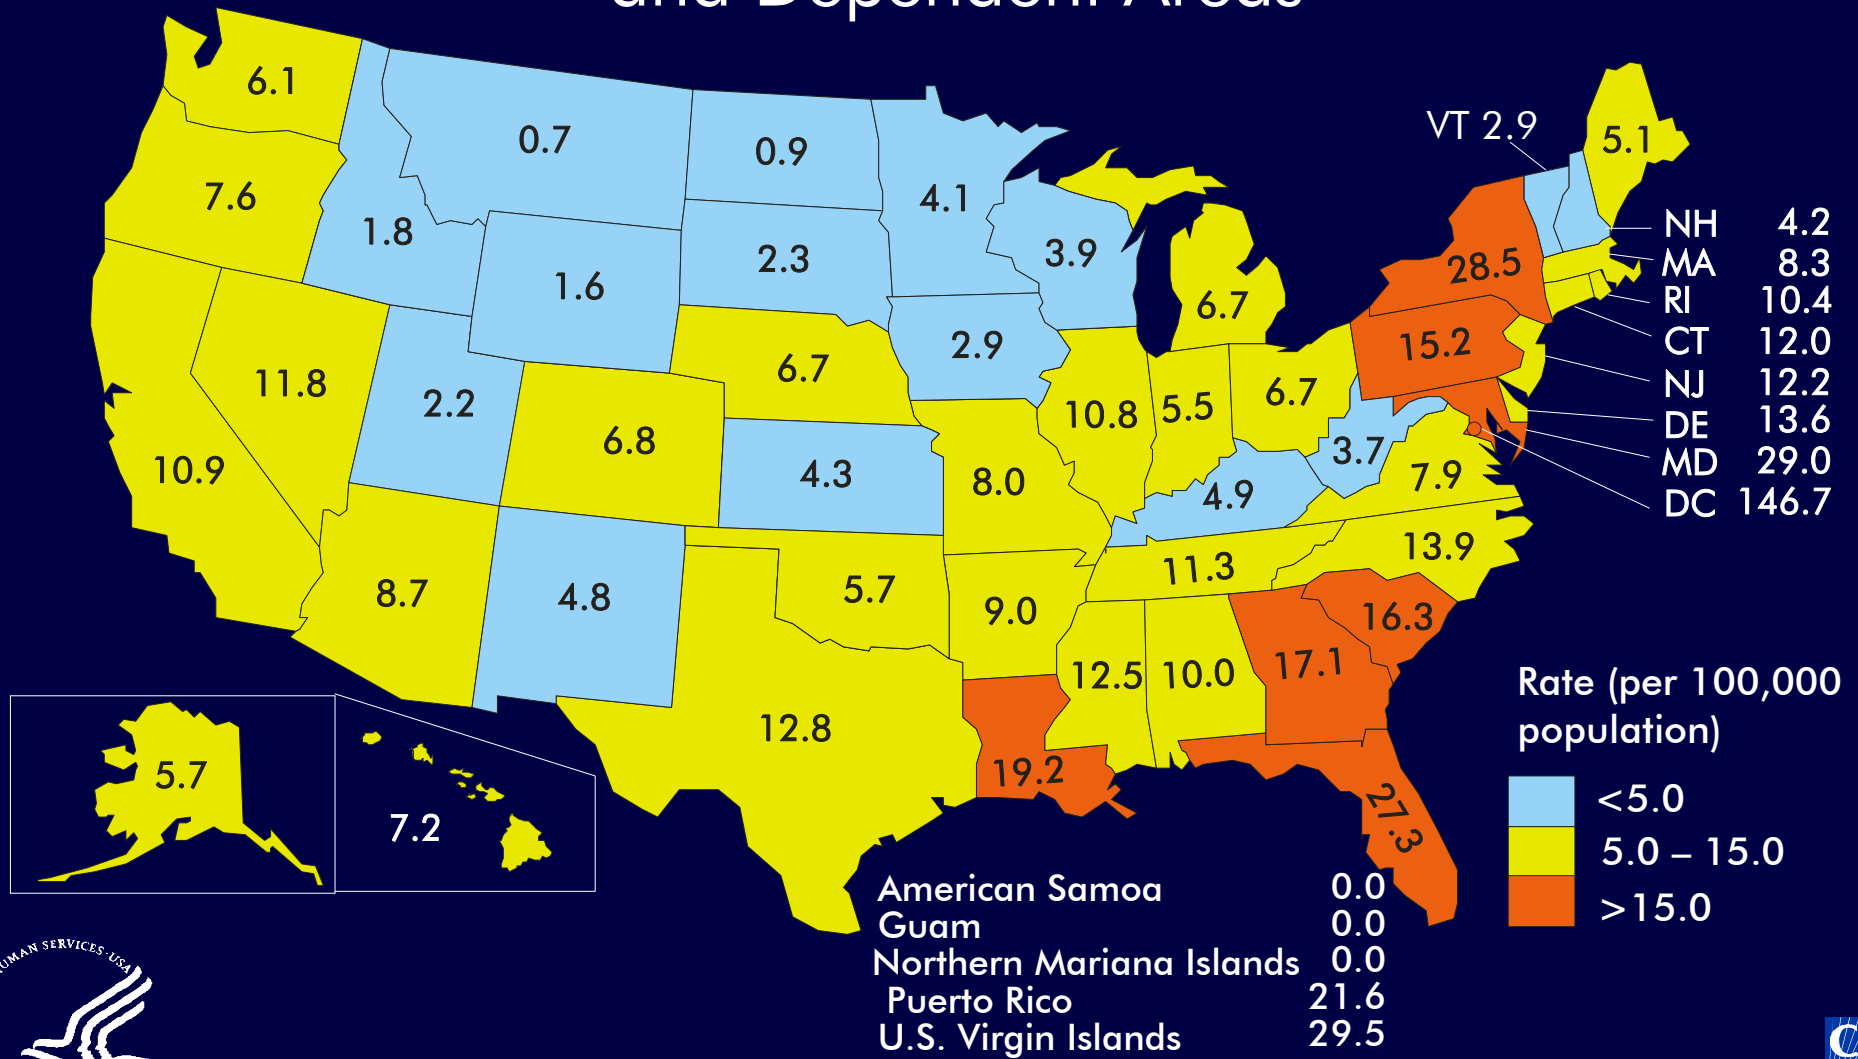 and Dependent Areas
6.1
7.6
10.9
11.8
1.8
0.7
1.6
2.2
8.7
6.8
4.8
0.9
2.3
6.7
4.3
5.7
12.8
4.1
2.9
8.0
9.0
19.2
3.9
10.8
6.7
5.5
6.7
4.9
11.3
12.5
10.0
17.1
27.3
16.3
13.9
7.9
3.7
15.2
28.5
VT 2.9
5.1
NH 4.2
MA 8.3
RI 10.4
CT 12.0
NJ 12.2
DE 13.6
MD 29.0
DC 146.7
5.7
7.2
Rate (per 100,000
population)
<5.0
5.0 – 15.0
>15.0
American Samoa 0.0
Guam 0.0
Northern Mariana Islands 0.0
Puerto Rico 21.6
U.S. Virgin Islands 29.5
SERVICES·USA